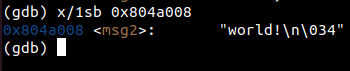 (gdb) x/1sb 0x804a008
0x804a008 <msg2>:       "world!\n\034"
(gdb)